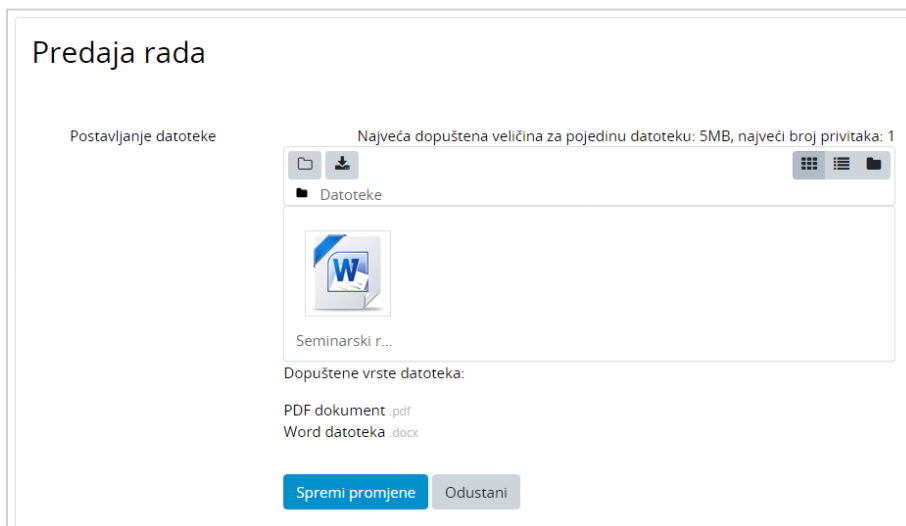 Predaja rada
Postavljanje datoteke
Najveća dopuštena veličina za pojedinu datoteku: 5MB, najveći broj privitaka: 1
Datoteke
W
Seminarski r...
Dopuštene vrste datoteka:
PDF dokument .pdf
Word datoteka .docx
Spremi promjene Odustani